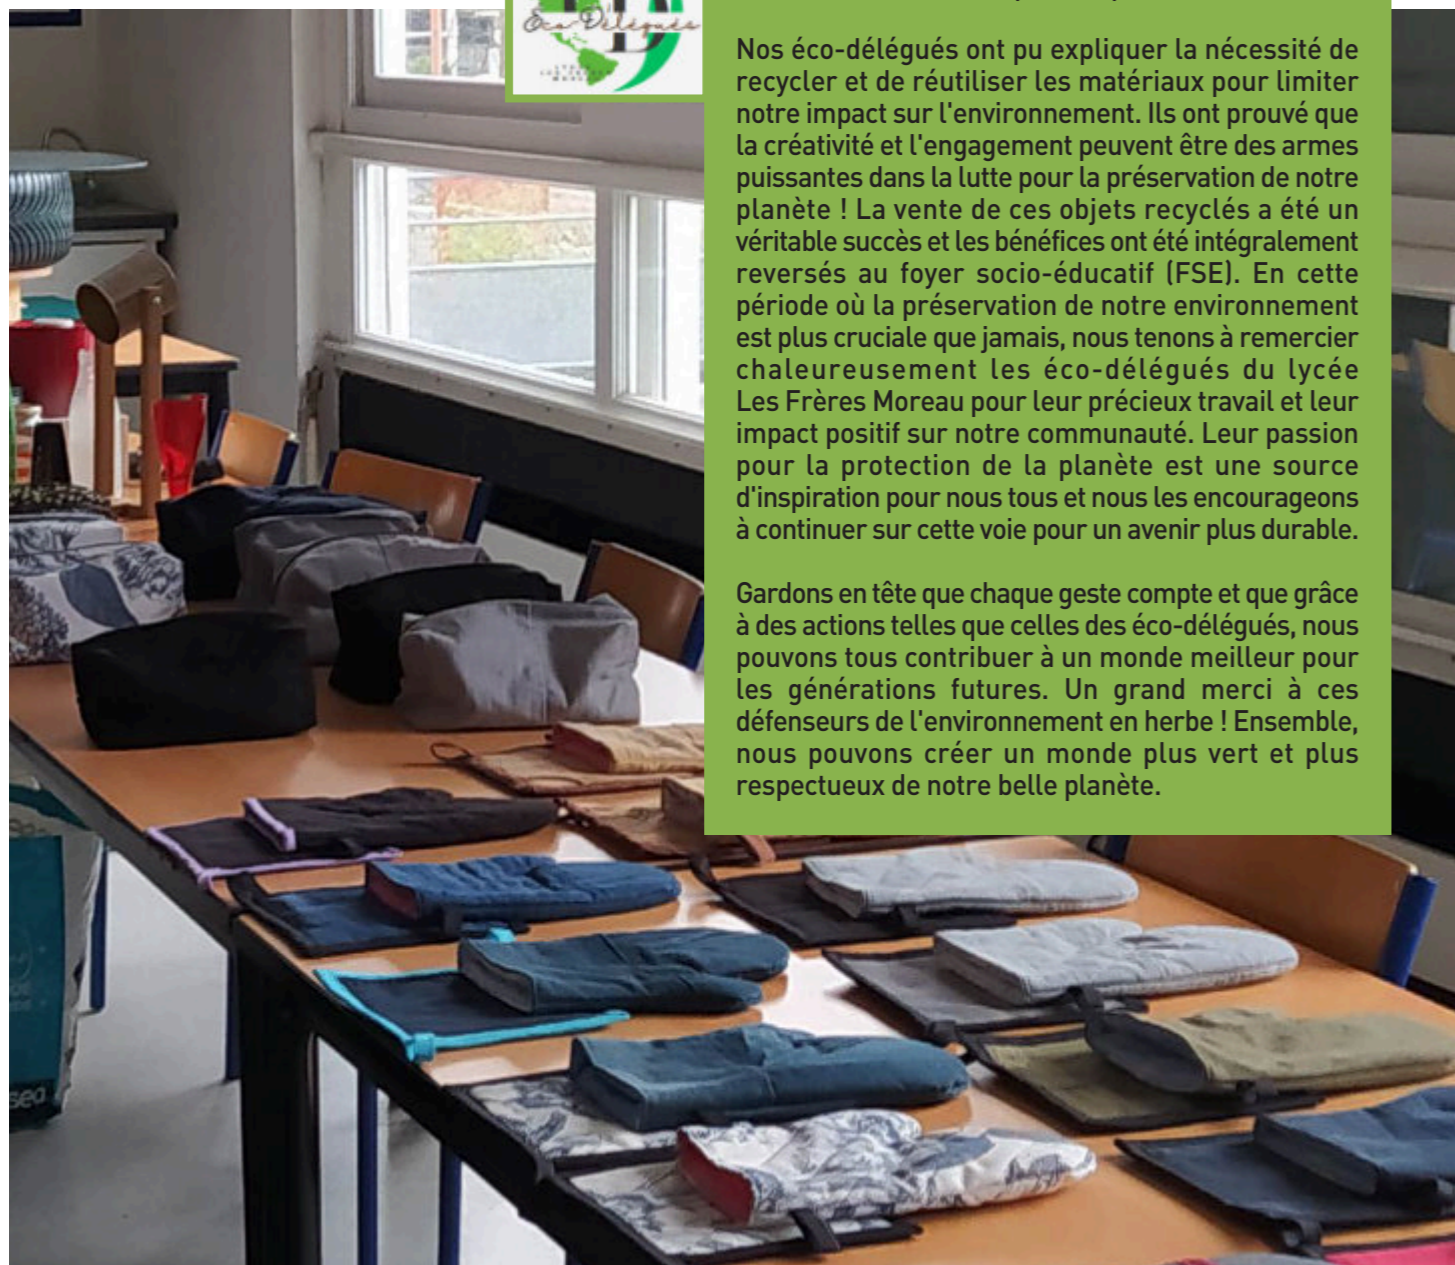 Éco-Délégués
Nos éco-délégués ont pu expliquer la nécessité de
recycler et de réutiliser les matériaux pour limiter
notre impact sur l'environnement. Ils ont prouvé que
la créativité et l'engagement peuvent être des armes
puissantes dans la lutte pour la préservation de notre
planète ! La vente de ces objets recyclés a été un
véritable succès et les bénéfices ont été intégralement
reversés au foyer socio-éducatif (FSE). En cette
période où la préservation de notre environnement
est plus cruciale que jamais, nous tenons à remercier
chaleureusement les éco-délégués du lycée
Les Frères Moreau pour leur précieux travail et leur
impact positif sur notre communauté. Leur passion
pour la protection de la planète est une source
d'inspiration pour nous tous et nous les encourageons
à continuer sur cette voie pour un avenir plus durable.
Gardons en tête que chaque geste compte et que grâce
à des actions telles que celles des éco-délégués, nous
pouvons tous contribuer à un monde meilleur pour
les générations futures. Un grand merci à ces
défenseurs de l'environnement en herbe ! Ensemble,
nous pouvons créer un monde plus vert et plus
respectueux de notre belle planète.
sea